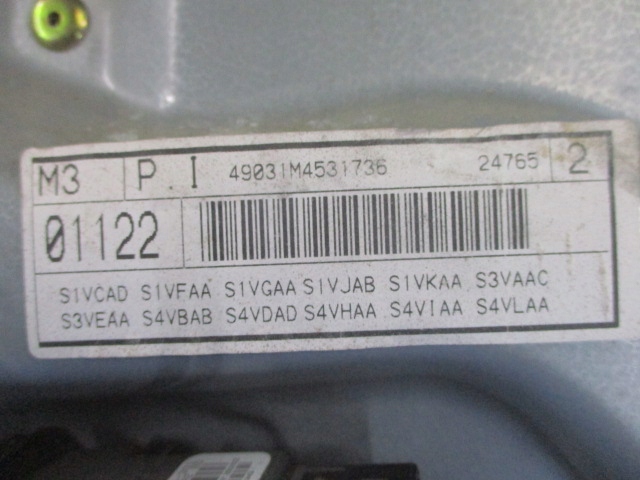 M3 P.I 49031M4531736 24765 2
01122
S1VCAD S1VFAA S1VGAA S1VJAB S1VKAA S3VAAC
S3VEAA S4VBAB S4VDAD S4VHAA S4VIAA S4VLAA